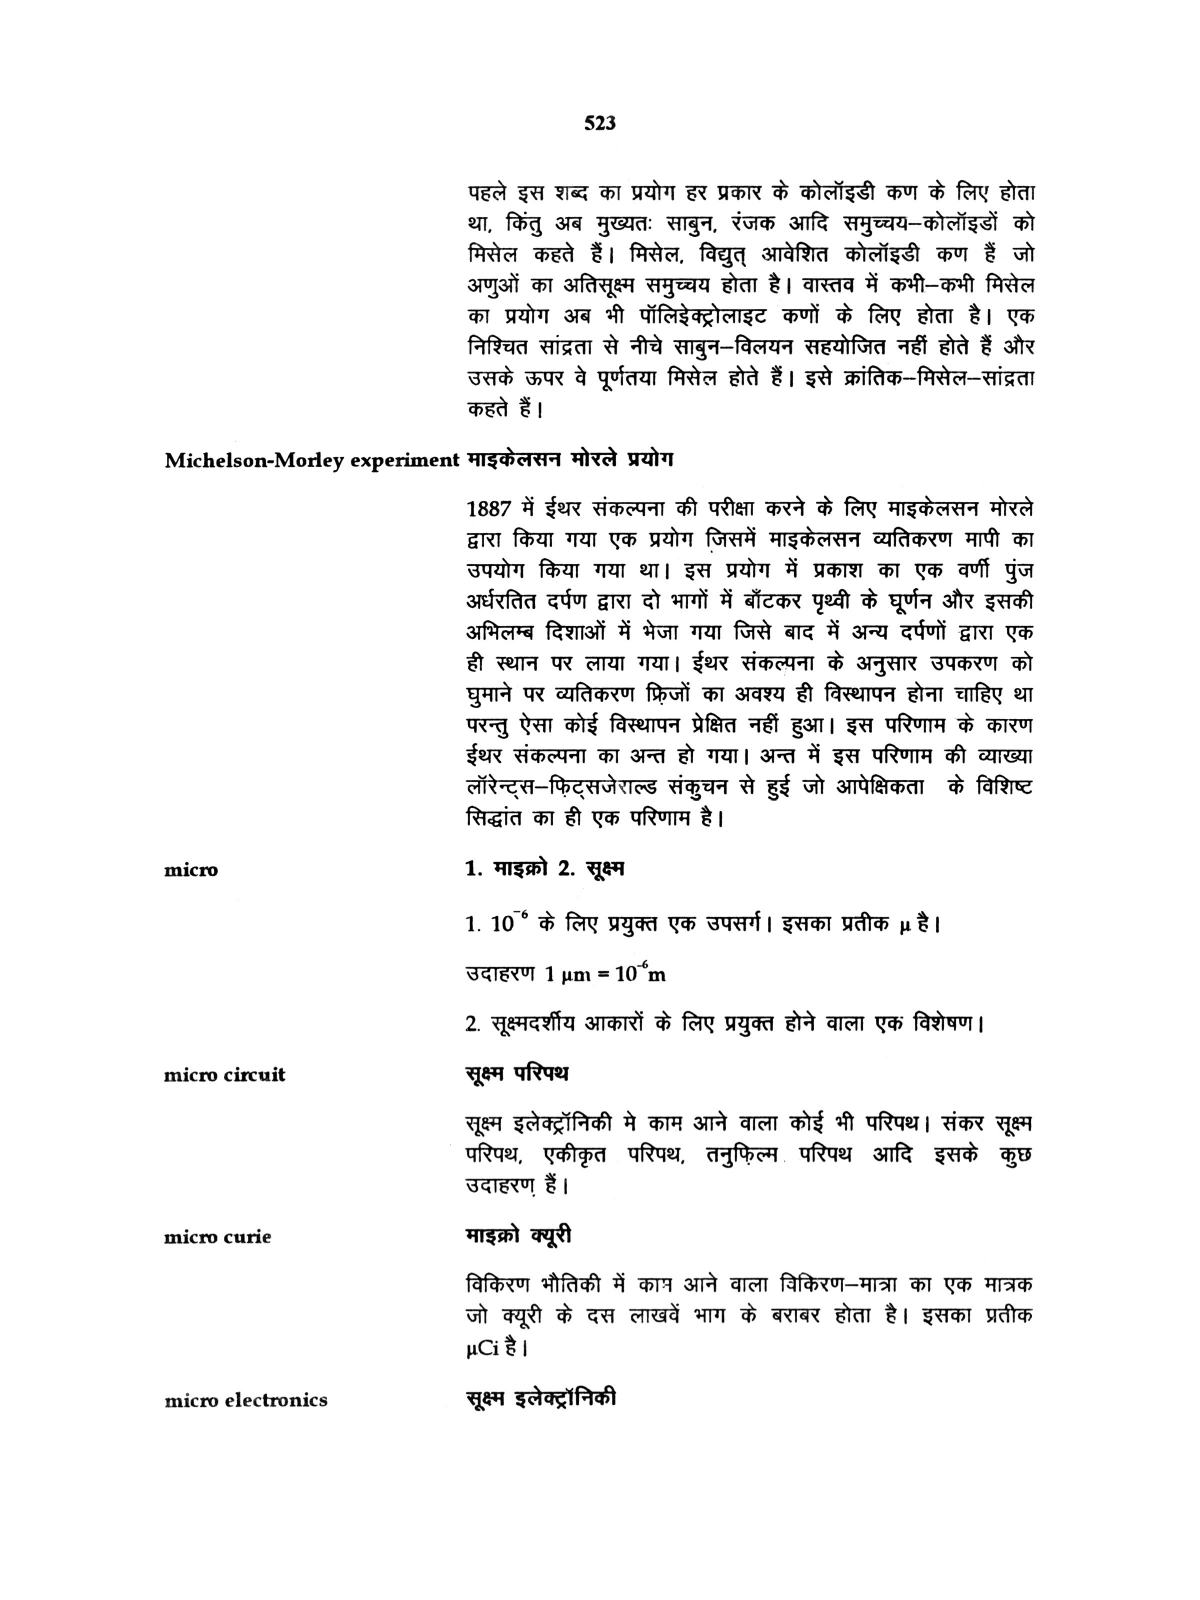 523
पहले इस शब्द का प्रयोग हर प्रकार के कोलॉइडी कण के लिए होता
था, किंतु अब मुख्यतः साबुन, रंजक आदि समुच्चय–कोलॉइडों को
मिसेल कहते हैं। मिसेल, विद्युत् आवेशित कोलॉइडी कण हैं जो
अणुओं का अतिसूक्ष्म समुच्चय होता है। वास्तव में कभी–कभी मिसेल
का प्रयोग अब भी पॉलिइेक्ट्रोलाइट कणों के लिए होता है। एक
निश्चित सांद्रता से नीचे साबुन–विलयन सहयोजित नहीं होते हैं और
उसके ऊपर वे पूर्णतया मिसेल होते हैं। इसे क्रांतिक–मिसेल–सांद्रता
कहते हैं।
Michelson-Morley experiment माइकेलसन मोरले प्रयोग
1887 में ईथर संकल्पना की परीक्षा करने के लिए माइकेलसन मोरले
द्वारा किया गया एक प्रयोग जिसमें माइकेलसन व्यतिकरण मापी का
उपयोग किया गया था। इस प्रयोग में प्रकाश का एक वर्णी पुंज
अर्धरतित दर्पण द्वारा दो भागों में बाँटकर पृथ्वी के घूर्णन और इसकी
अभिलम्ब दिशाओं में भेजा गया जिसे बाद में अन्य दर्पणों द्वारा एक
ही स्थान पर लाया गया। ईथर संकल्पना के अनुसार उपकरण को
घुमाने पर व्यतिकरण फ्रिजों का अवश्य ही विस्थापन होना चाहिए था
परन्तु ऐसा कोई विस्थापन प्रेक्षित नहीं हुआ। इस परिणाम के कारण
ईथर संकल्पना का अन्त हो गया। अन्त में इस परिणाम की व्याख्या
लॉरेन्ट्स–फ़िट्सजेराल्ड संकुचन से हुई जो आपेक्षिकता के विशिष्ट
सिद्धांत का ही एक परिणाम है।
micro 1. माइक्रो 2. सूक्ष्म
1. 10⁻⁶ के लिए प्रयुक्त एक उपसर्ग। इसका प्रतीक μ है।
उदाहरण 1 μm = 10⁻⁶m
2. सूक्ष्मदर्शीय आकारों के लिए प्रयुक्त होने वाला एक विशेषण।
micro circuit सूक्ष्म परिपथ
सूक्ष्म इलेक्ट्रॉनिकी मे काम आने वाला कोई भी परिपथ। संकर सूक्ष्म
परिपथ, एकीकृत परिपथ, तनुफ़िल्म परिपथ आदि इसके कुछ
उदाहरण हैं।
micro curie माइक्रो क्यूरी
विकिरण भौतिकी में काम आने वाला विकिरण–मात्रा का एक मात्रक
जो क्यूरी के दस लाखवें भाग के बराबर होता है। इसका प्रतीक
μCi है।
micro electronics सूक्ष्म इलेक्ट्रॉनिकी